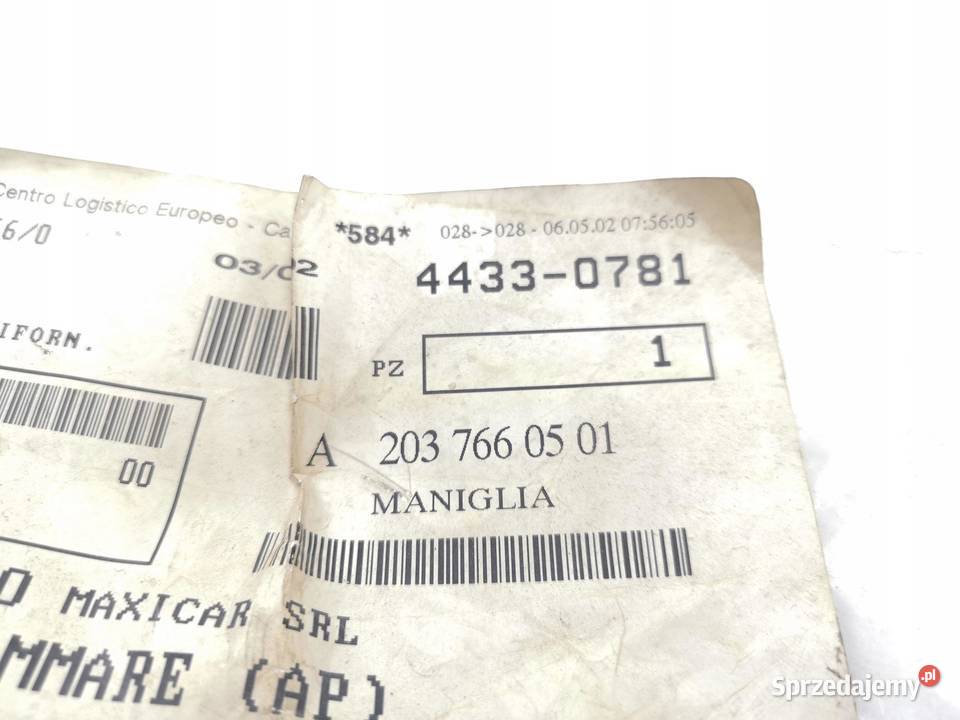 Centro Logistico Europeo - Ca
*584* 028->028 - 06.05.02 07:56:05
6/0
03/02
4433-0781
IFORN.
PZ 1
A 203 766 05 01
00
MANIGLIA
O MAXICAR SRL
MMARE (AP)
Sprzedajemy.pl